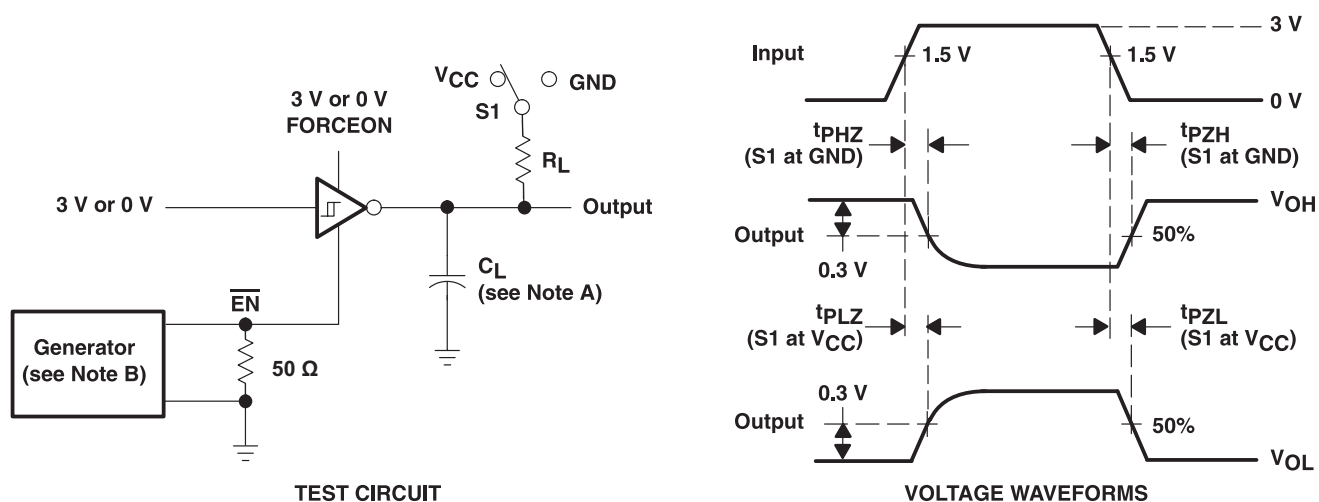 VCC
GND
S1
3 V or 0 V
FORCEON
RL
3 V or 0 V
Output
CL
(see Note A)
EN
Generator
(see Note B)
50 Ω
TEST CIRCUIT
3 V
Input
1.5 V
1.5 V
0 V
tPHZ
(S1 at GND)
tPZH
(S1 at GND)
VOH
Output
50%
0.3 V
tPLZ
(S1 at VCC)
tPZL
(S1 at VCC)
0.3 V
Output
50%
VOL
VOLTAGE WAVEFORMS